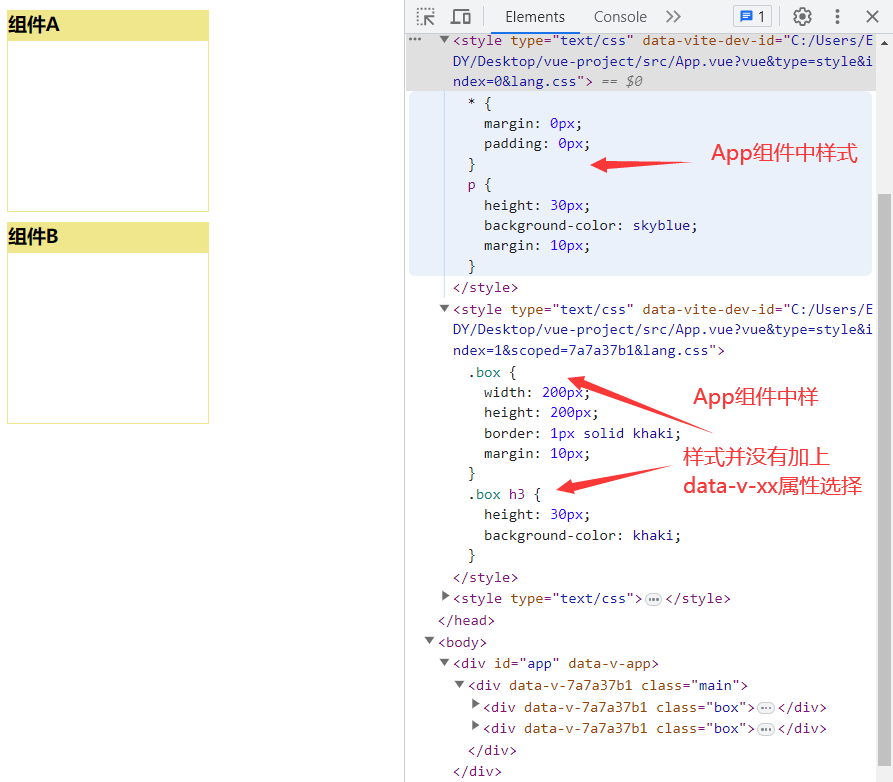 组件A
组件B
Elements
Console
1
<style type="text/css" data-vite-dev-id="C:/Users/E
DY/Desktop/vue-project/src/App.vue?vue&type=style&i
ndex=0&lang.css"> == $0
* {
margin: 0px;
padding: 0px;
}
p {
height: 30px;
background-color: skyblue;
margin: 10px;
}
</style>
<style type="text/css" data-vite-dev-id="C:/Users/E
DY/Desktop/vue-project/src/App.vue?vue&type=style&i
ndex=1&scoped=7a7a37b1&lang.css">
.box {
width: 200px;
height: 200px;
border: 1px solid khaki;
margin: 10px;
}
.box h3 {
height: 30px;
background-color: khaki;
}
</style>
<style type="text/css">…</style>
</head>
<body>
<div id="app" data-v-app>
<div data-v-7a7a37b1 class="main">
<div data-v-7a7a37b1 class="box">…</div>
<div data-v-7a7a37b1 class="box">…</div>
</div>
</div>
App组件中样式
App组件中样
样式并没有加上
data-v-xx属性选择